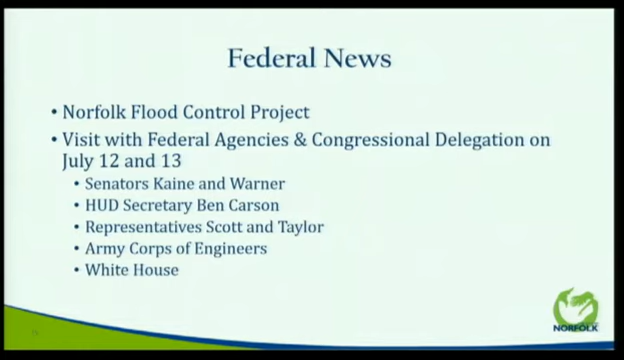 Federal News
• Norfolk Flood Control Project
• Visit with Federal Agencies & Congressional Delegation on
July 12 and 13
• Senators Kaine and Warner
• HUD Secretary Ben Carson
• Representatives Scott and Taylor
• Army Corps of Engineers
• White House
NORFOLK